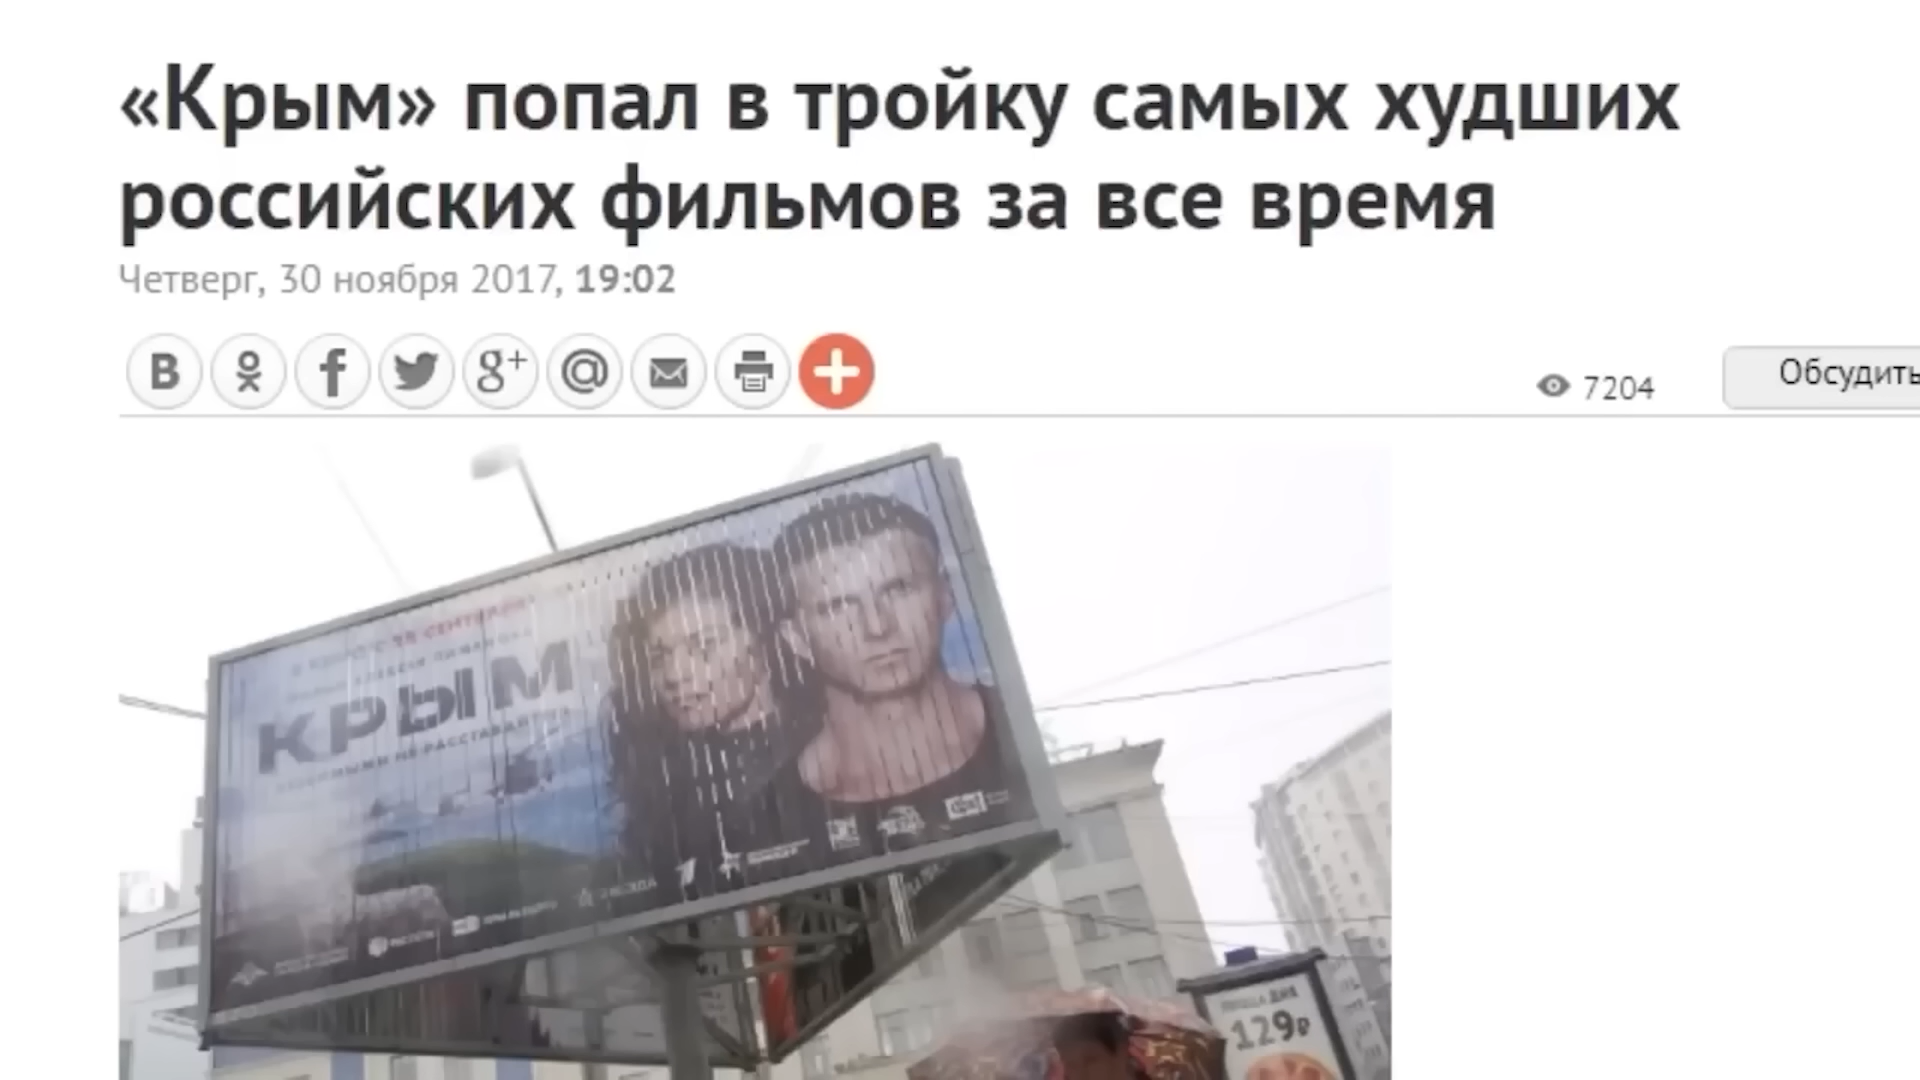 «Крым» попал в тройку самых худших
российских фильмов за все время
Четверг, 30 ноября 2017, 19:02
7204
Обсудить
КРЫМ
129₽